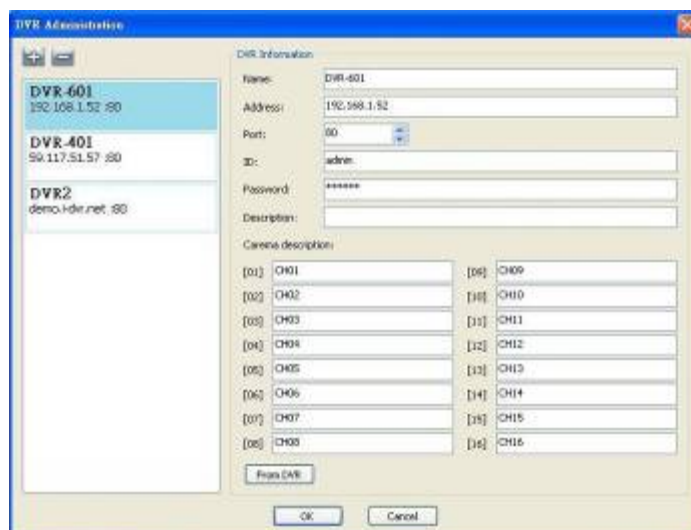 DVR Administration
DVR-601
192.168.1.52 :80
DVR-401
59.117.51.57 :80
DVR2
demo.i-dvr.net :80
DVR Information
Name: DVR-601
Address: 192.168.1.52
Port: 80
ID: admin
Password: ******
Description:
Carema description:
[01] CH01 [09] CH09
[02] CH02 [10] CH10
[03] CH03 [11] CH11
[04] CH04 [12] CH12
[05] CH05 [13] CH13
[06] CH06 [14] CH14
[07] CH07 [15] CH15
[08] CH08 [16] CH16
From DVR
OK Cancel